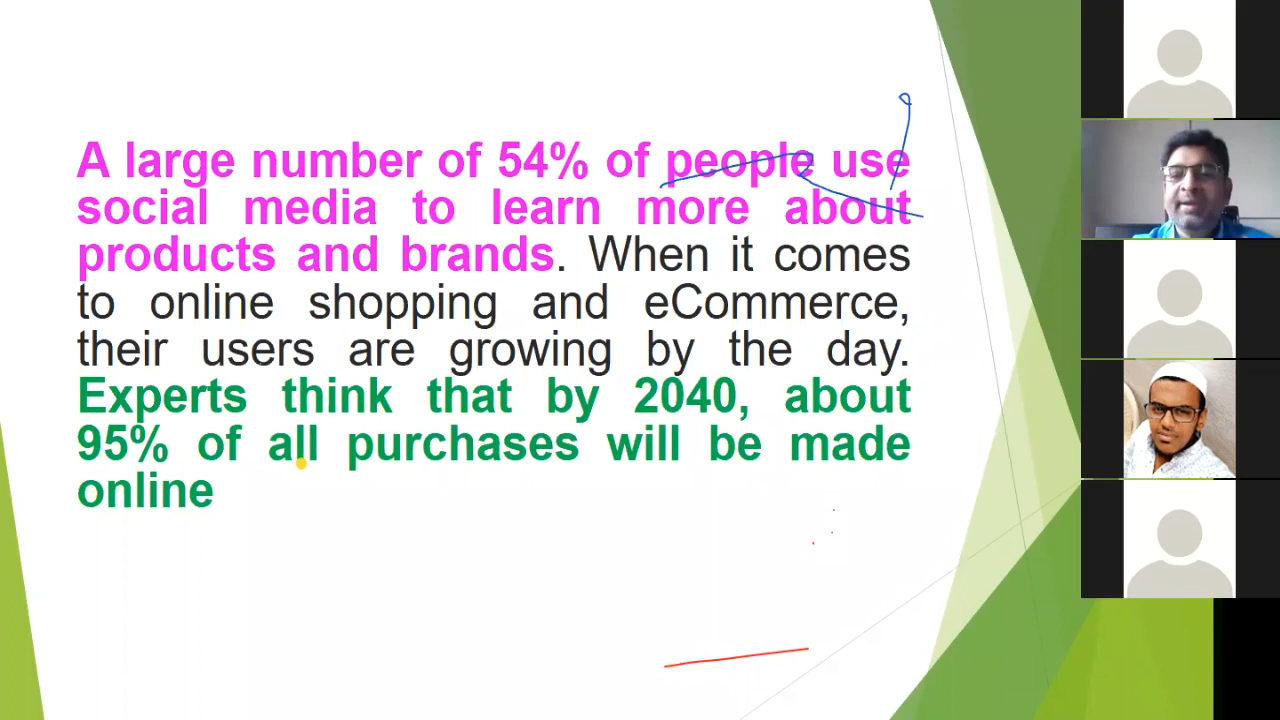 A large number of 54% of people use
social media to learn more about
products and brands. When it comes
to online shopping and eCommerce,
their users are growing by the day.
Experts think that by 2040, about
95% of all purchases will be made
online